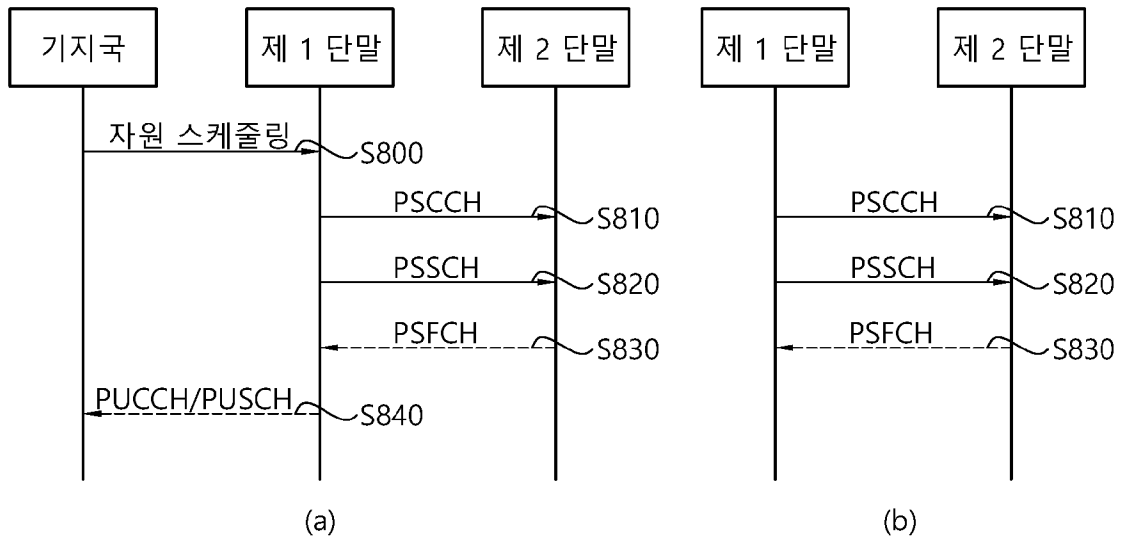 기지국
제 1 단말
제 2 단말
자원 스케줄링
S800
PSCCH
S810
PSSCH
S820
PSFCH
S830
PUCCH/PUSCH
S840
(a)
제 1 단말
제 2 단말
PSCCH
S810
PSSCH
S820
PSFCH
S830
(b)